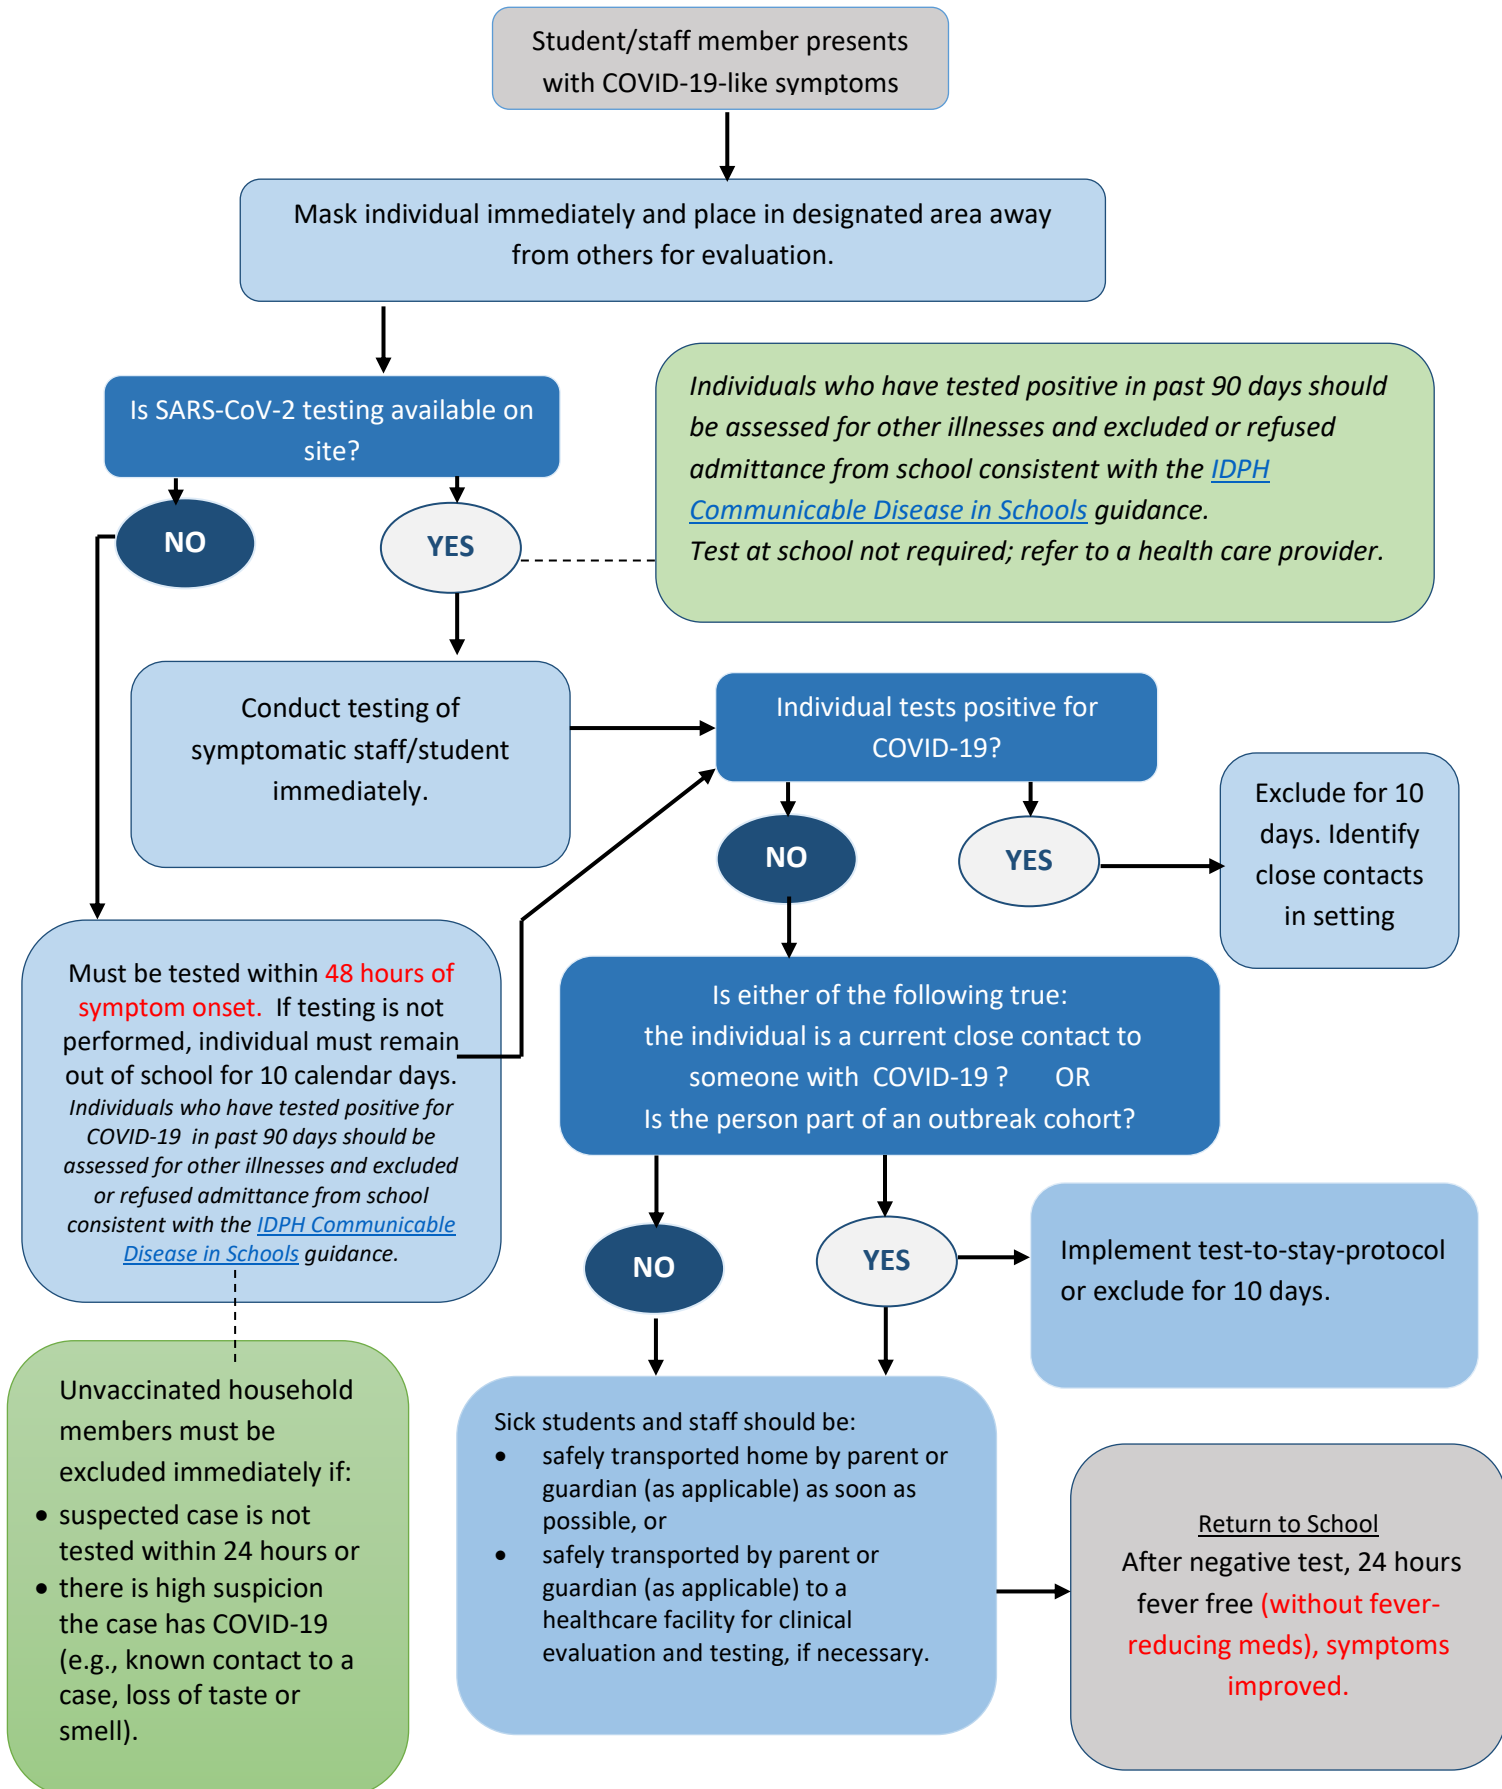 Student/staff member presents
with COVID-19-like symptoms
Mask individual immediately and place in designated area away
from others for evaluation.
Is SARS-CoV-2 testing available on
site?
NO
YES
Individuals who have tested positive in past 90 days should
be assessed for other illnesses and excluded or refused
admittance from school consistent with the IDPH
Communicable Disease in Schools guidance.
Test at school not required; refer to a health care provider.
Conduct testing of
symptomatic staff/student
immediately.
Individual tests positive for
COVID-19?
NO
YES
Exclude for 10
days. Identify
close contacts
in setting
Must be tested within 48 hours of
symptom onset. If testing is not
performed, individual must remain
out of school for 10 calendar days.
Individuals who have tested positive for
COVID-19 in past 90 days should be
assessed for other illnesses and excluded
or refused admittance from school
consistent with the IDPH Communicable
Disease in Schools guidance.
Is either of the following true:
the individual is a current close contact to
someone with COVID-19 ? OR
Is the person part of an outbreak cohort?
NO
YES
Implement test-to-stay-protocol
or exclude for 10 days.
Unvaccinated household
members must be
excluded immediately if:
• suspected case is not
tested within 24 hours or
• there is high suspicion
the case has COVID-19
(e.g., known contact to a
case, loss of taste or
smell).
Sick students and staff should be:
• safely transported home by parent or
guardian (as applicable) as soon as
possible, or
• safely transported by parent or
guardian (as applicable) to a
healthcare facility for clinical
evaluation and testing, if necessary.
Return to School
After negative test, 24 hours
fever free (without fever-
reducing meds), symptoms
improved.